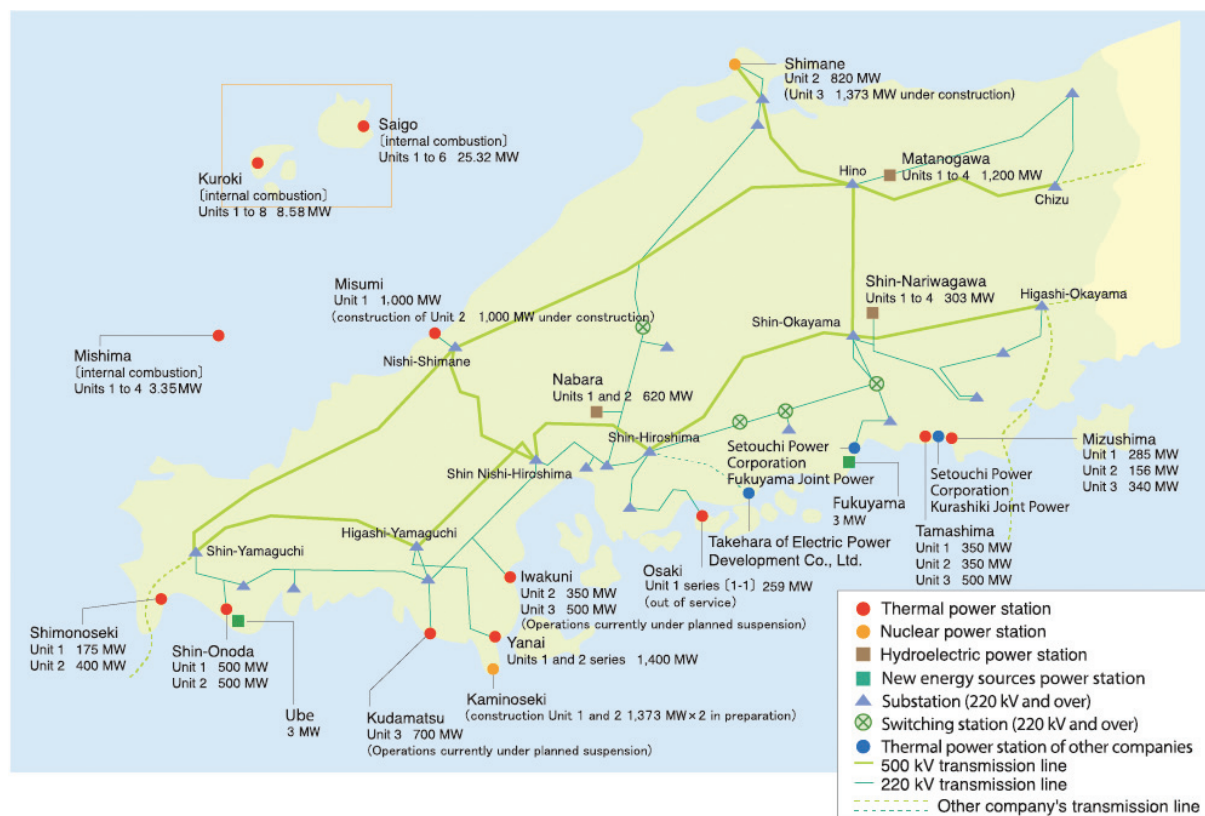 Shimane
Unit 2 820 MW
(Unit 3 1,373 MW under construction)
Saigo
〔internal combustion〕
Units 1 to 6 25.32 MW
Kuroki
〔internal combustion〕
Units 1 to 8 8.58 MW
Matanogawa
Units 1 to 4 1,200 MW
Hino
Chizu
Misumi
Unit 1 1,000 MW
(construction of Unit 2 1,000 MW under construction)
Shin-Nariwagawa
Units 1 to 4 303 MW
Higashi-Okayama
Shin-Okayama
Mishima
〔internal combustion〕
Units 1 to 4 3.35 MW
Nishi-Shimane
Nabara
Units 1 and 2 620 MW
Shin-Hiroshima
Shin Nishi-Hiroshima
Setouchi Power
Corporation
Fukuyama Joint Power
Mizushima
Unit 1 285 MW
Unit 2 156 MW
Unit 3 340 MW
Setouchi Power
Corporation
Kurashiki Joint Power
Fukuyama
3 MW
Tamashima
Unit 1 350 MW
Unit 2 350 MW
Unit 3 500 MW
Takehara of Electric Power
Development Co., Ltd.
Higashi-Yamaguchi
Shin-Yamaguchi
Osaki
Unit 1 series〔1-1〕259 MW
(out of service)
Iwakuni
Unit 2 350 MW
Unit 3 500 MW
(Operations currently under planned suspension)
Shimonoseki
Unit 1 175 MW
Unit 2 400 MW
Shin-Onoda
Unit 1 500 MW
Unit 2 500 MW
Yanai
Units 1 and 2 series 1,400 MW
Kaminoseki
(construction Unit 1 and 2 1,373 MW×2 in preparation)
Ube
3 MW
Kudamatsu
Unit 3 700 MW
(Operations currently under planned suspension)
Thermal power station
Nuclear power station
Hydroelectric power station
New energy sources power station
Substation (220 kV and over)
Switching station (220 kV and over)
Thermal power station of other companies
500 kV transmission line
220 kV transmission line
Other company's transmission line